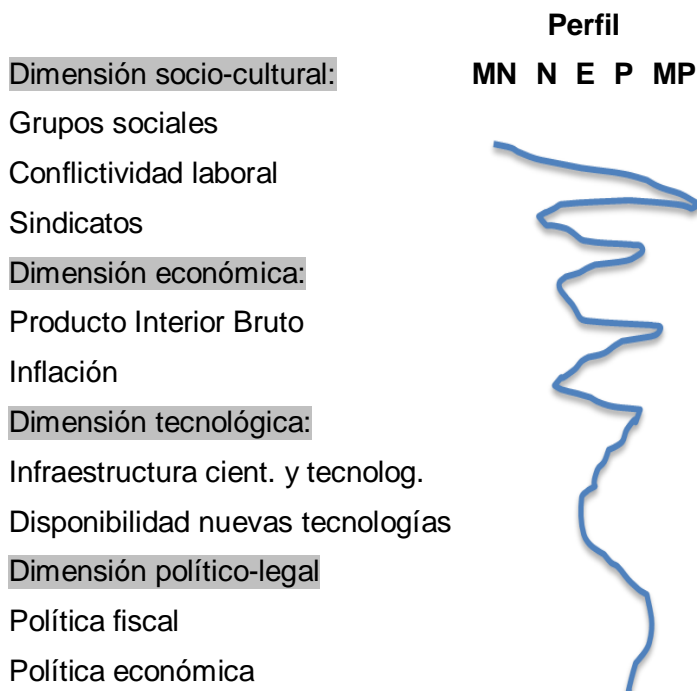 Perfil
Dimensión socio-cultural: MN N E P MP
Grupos sociales
Conflictividad laboral
Sindicatos
Dimensión económica:
Producto Interior Bruto
Inflación
Dimensión tecnológica:
Infraestructura cient. y tecnolog.
Disponibilidad nuevas tecnologías
Dimensión político-legal
Política fiscal
Política económica